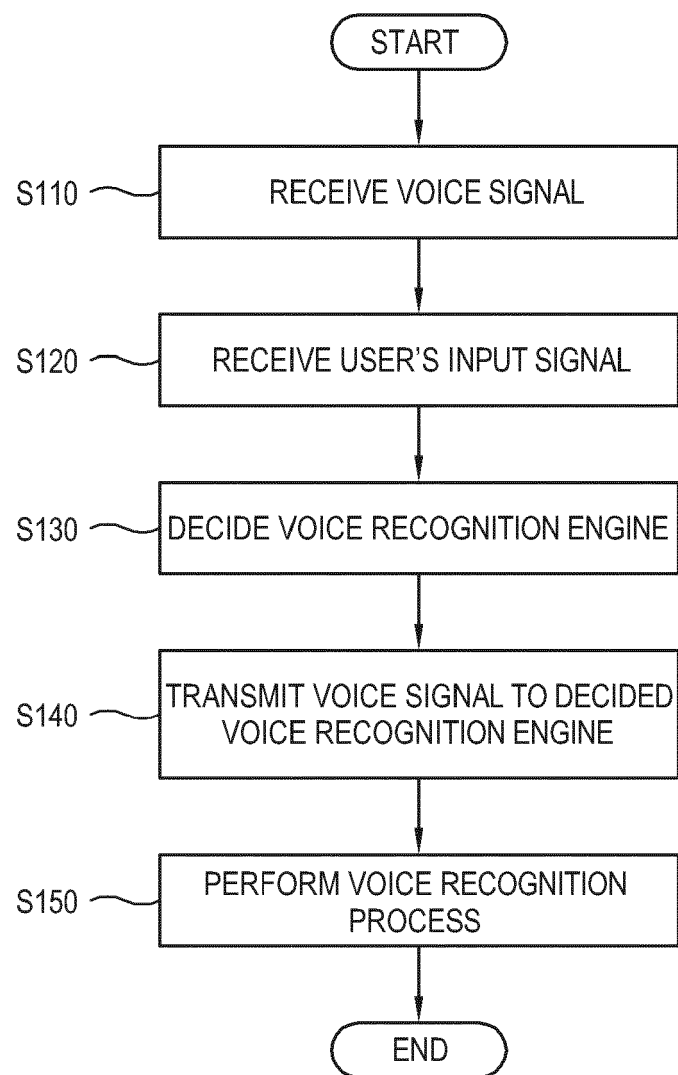 START
S110
RECEIVE VOICE SIGNAL
S120
RECEIVE USER'S INPUT SIGNAL
S130
DECIDE VOICE RECOGNITION ENGINE
S140
TRANSMIT VOICE SIGNAL TO DECIDED
VOICE RECOGNITION ENGINE
S150
PERFORM VOICE RECOGNITION
PROCESS
END